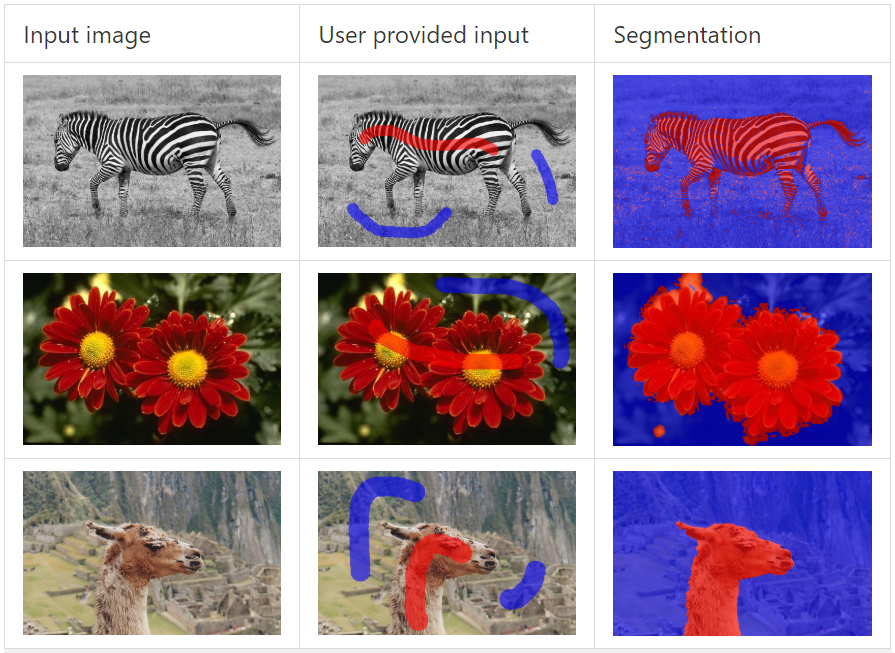 Input image
User provided input
Segmentation